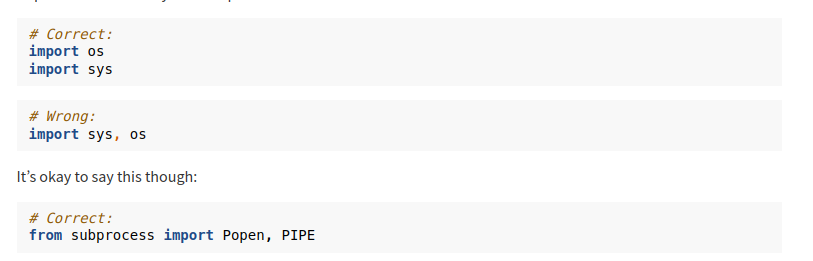 # Correct:
import os
import sys
# Wrong:
import sys, os
It's okay to say this though:
# Correct:
from subprocess import Popen, PIPE